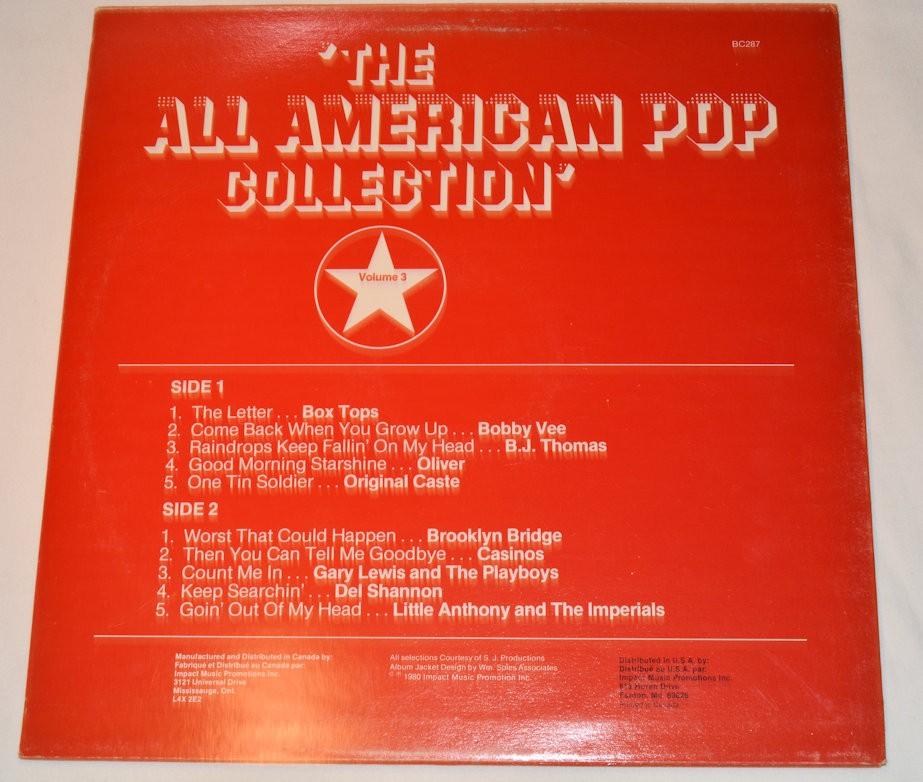 BC287
'THE
ALL AMERICAN POP
COLLECTION'
Volume 3
SIDE 1
1. The Letter . . . Box Tops
2. Come Back When You Grow Up . . . Bobby Vee
3. Raindrops Keep Fallin' On My Head . . . B.J. Thomas
4. Good Morning Starshine . . . Oliver
5. One Tin Soldier . . . Original Caste
SIDE 2
1. Worst That Could Happen . . . Brooklyn Bridge
2. Then You Can Tell Me Goodbye . . . Casinos
3. Count Me In . . . Gary Lewis and The Playboys
4. Keep Searchin' . . . Del Shannon
5. Goin' Out Of My Head . . . Little Anthony and The Imperials
Manufactured and Distributed in Canada by:
Fabriqué et Distribué au Canada par:
Impact Music Promotions Inc.
3121 Universal Drive
Mississauga, Ont.
L4X 2E2
All selections Courtesy of S. J. Productions
Album Jacket Design by Wm. Spies Associates
1980 Impact Music Promotion Inc.
Distributed in U.S.A. by:
Distribué au U.S.A. par:
Impact Music Promotions Inc.
Drive
Fenton, Mo. 63026
Printed in Canada